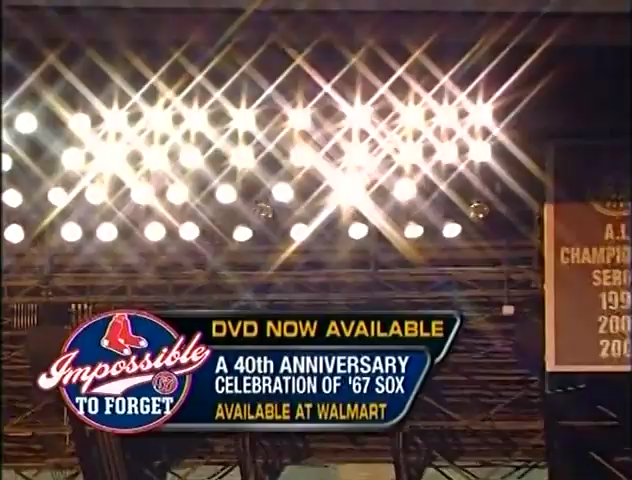 A.L.
SERI
199
200
200
DVD NOW AVAILABLE
Impossible
TO FORGET
A 40th ANNIVERSARY
CELEBRATION OF '67 SOX
AVAILABLE AT WALMART